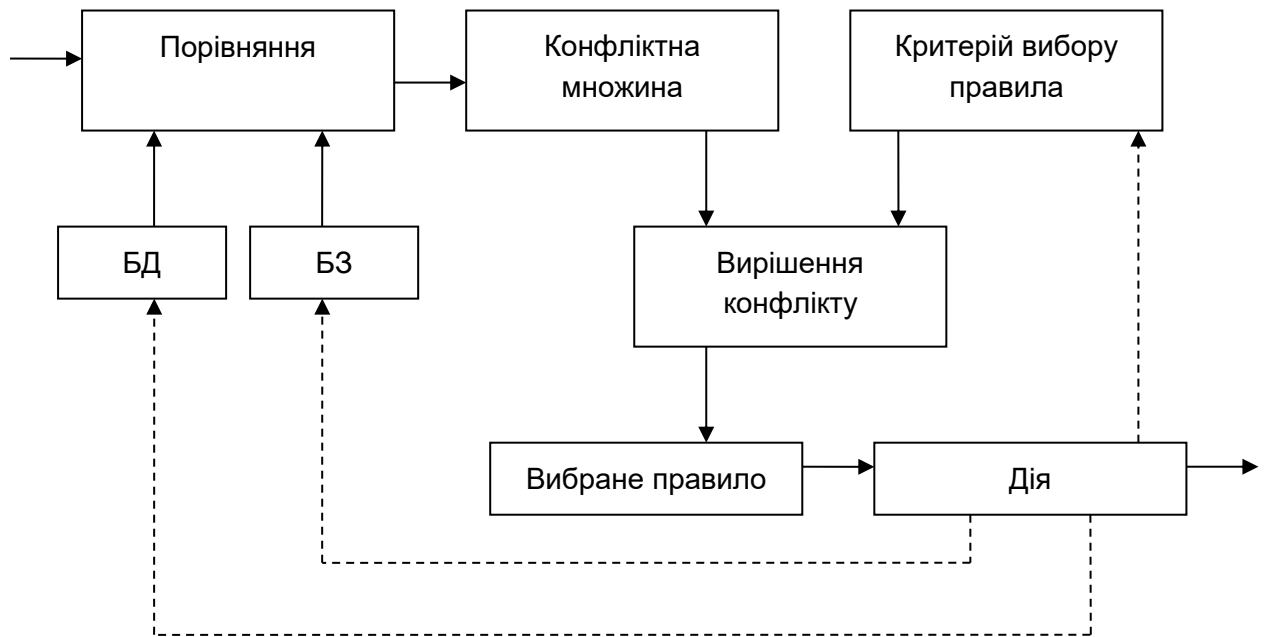 Порівняння
Конфліктна
множина
Критерій вибору
правила
БД
БЗ
Вирішення
конфлікту
Вибране правило
Дія